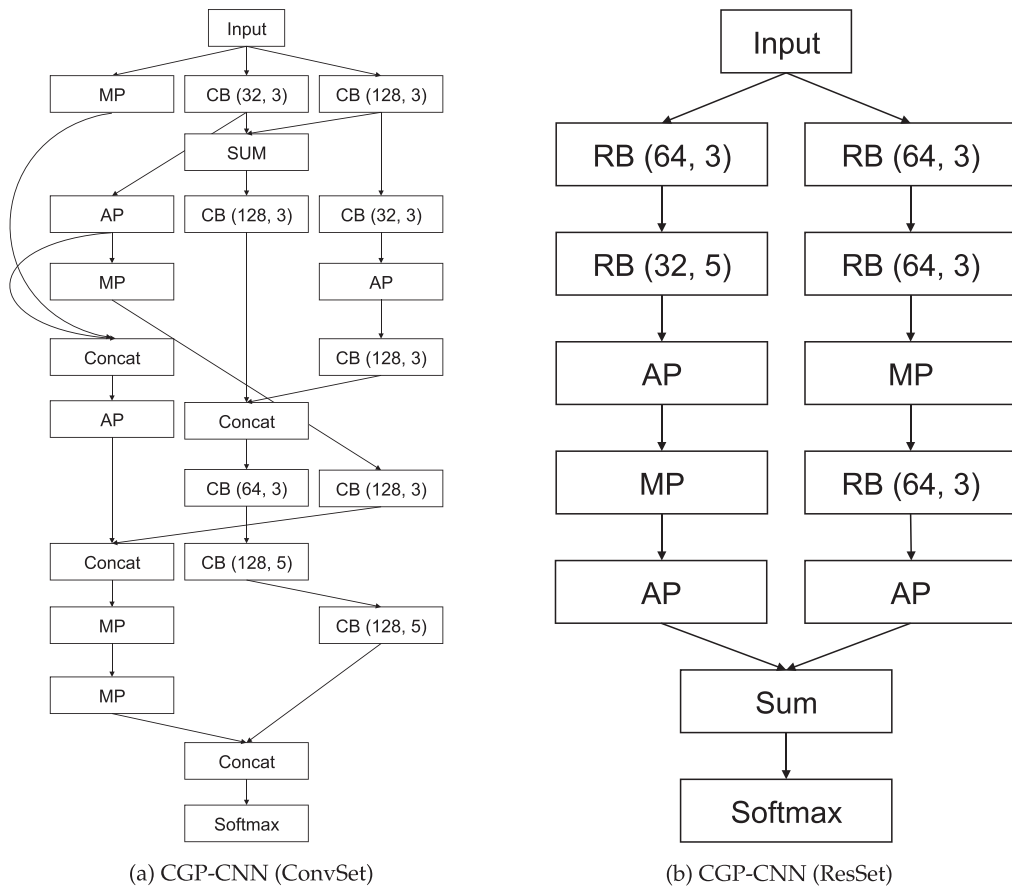 Input
MP
CB (32, 3)
CB (128, 3)
SUM
AP
CB (128, 3)
CB (32, 3)
MP
AP
Concat
CB (128, 3)
AP
Concat
CB (64, 3)
CB (128, 3)
Concat
CB (128, 5)
MP
CB (128, 5)
MP
Concat
Softmax
(a) CGP-CNN (ConvSet)
Input
RB (64, 3)
RB (64, 3)
RB (32, 5)
RB (64, 3)
AP
MP
MP
RB (64, 3)
AP
AP
Sum
Softmax
(b) CGP-CNN (ResSet)